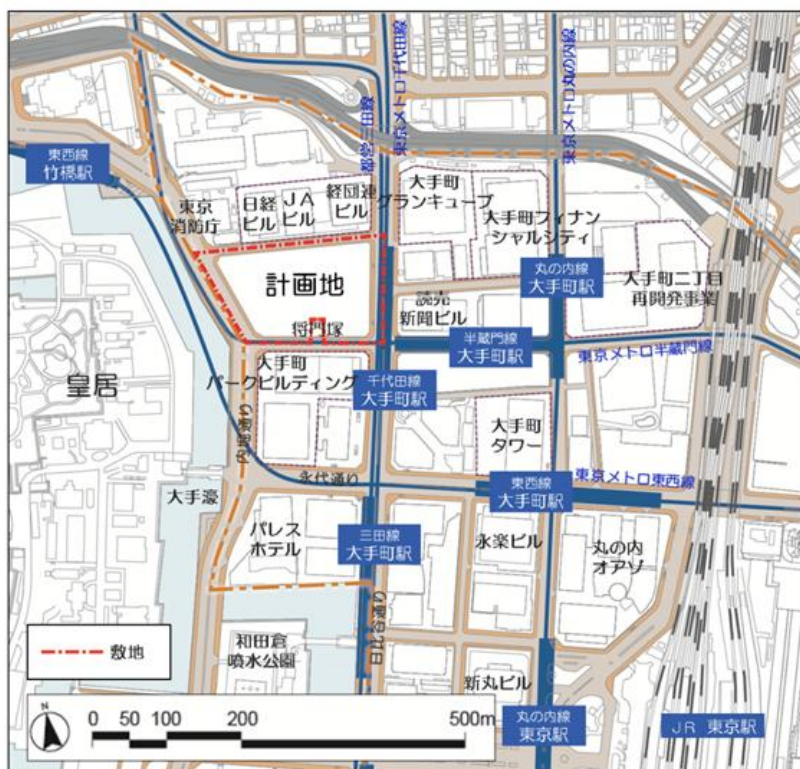 東京メトロ千代田線
東京メトロ丸の内線
都営三田線
東西線
竹橋駅
東京
消防庁
日経
ビル
JA
ビル
経団連
ビル
大手町
グランキューブ
大手町フィナン
シャルシティ
計画地
読売
新聞ビル
丸の内線
大手町駅
大手町二丁目
再開発事業
将門塚
半蔵門線
大手町駅
東京メトロ半蔵門線
皇居
大手町
パークビルディング
千代田線
大手町駅
大手町
タワー
内堀通り
永代通り
東西線
大手町駅
東京メトロ東西線
大手濠
パレス
ホテル
三田線
大手町駅
永楽ビル
丸の内
オアゾ
日比谷通り
敷地
和田倉
噴水公園
新丸ビル
丸の内線
東京駅
JR 東京駅
N
0 50 100 200 500m